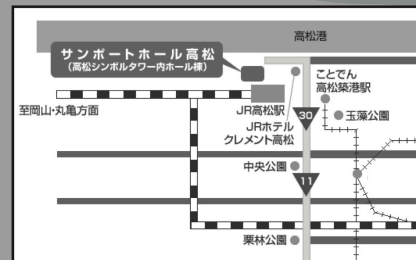 高松港
サンポートホール高松
(高松シンボルタワー内ホール棟)
ことでん
高松築港駅
至岡山・丸亀方面
JR高松駅
玉藻公園
30
JRホテル
クレメント高松
中央公園
11
栗林公園